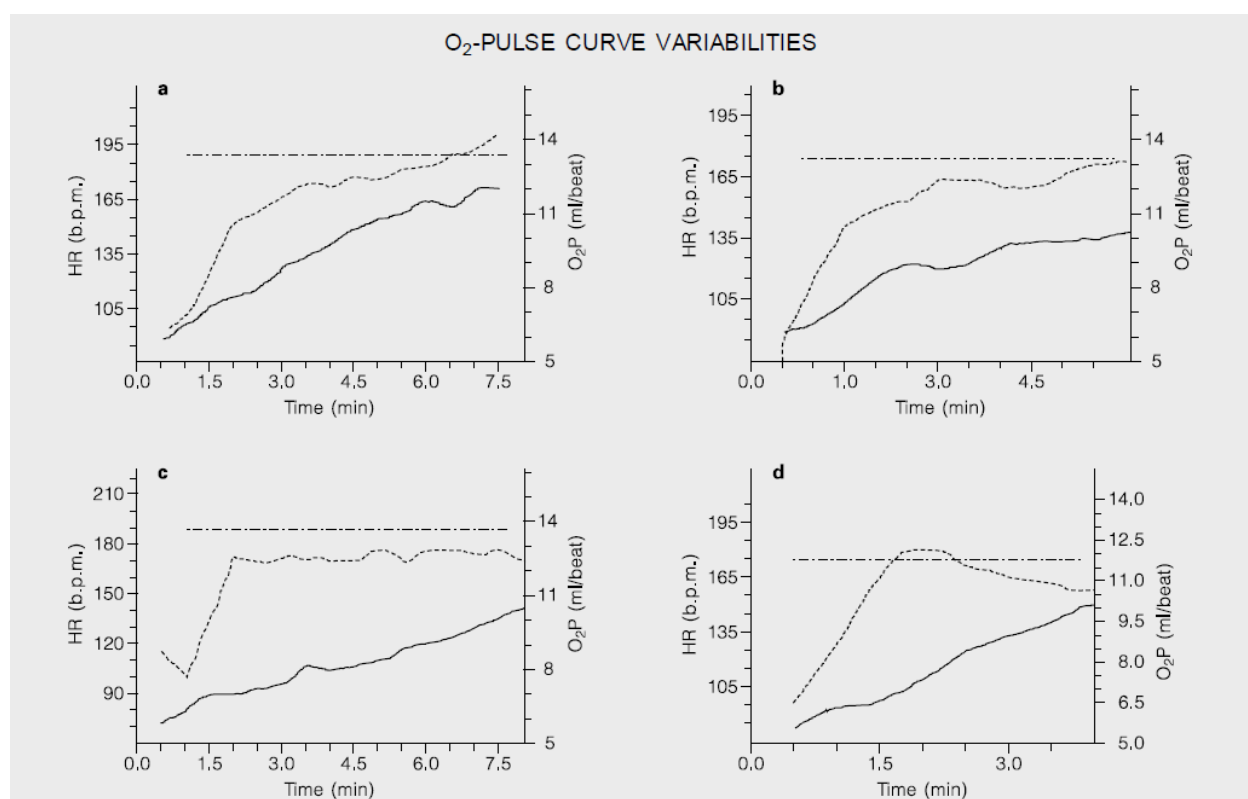 O₂-PULSE CURVE VARIABILITIES
a
HR (b.p.m.)
195
165
135
105
14
11
8
5
O₂P (ml/beat)
0.0 1.5 3.0 4.5 6.0 7.5
Time (min)
b
HR (b.p.m.)
195
165
135
105
14
11
8
5
O₂P (ml/beat)
0.0 1.0 3.0 4.5
Time (min)
c
HR (b.p.m.)
210
180
170
150
120
90
14
11
8
5
O₂P (ml/beat)
0.0 1.5 3.0 4.5 6.0 7.5
Time (min)
d
HR (b.p.m.)
195
165
135
105
14.0
12.0
11.0
9.5
8.0
6.5
5.0
O₂P (ml/beat)
0.0 1.5 3.0
Time (min)